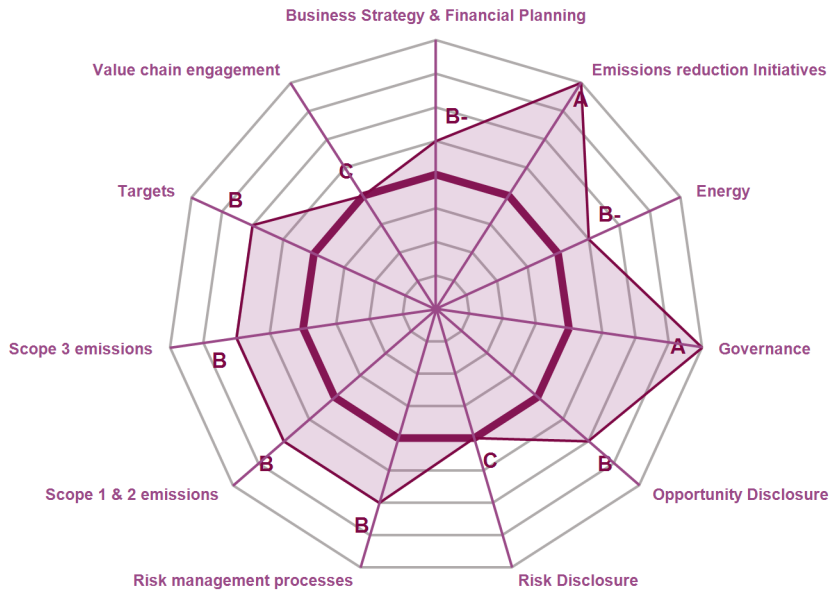 Business Strategy & Financial Planning
Value chain engagement
Emissions reduction Initiatives
A
B-
C
Targets
B
B-
Energy
Scope 3 emissions
B
A
Governance
Scope 1 & 2 emissions
B
C
B
Opportunity Disclosure
B
Risk management processes
Risk Disclosure